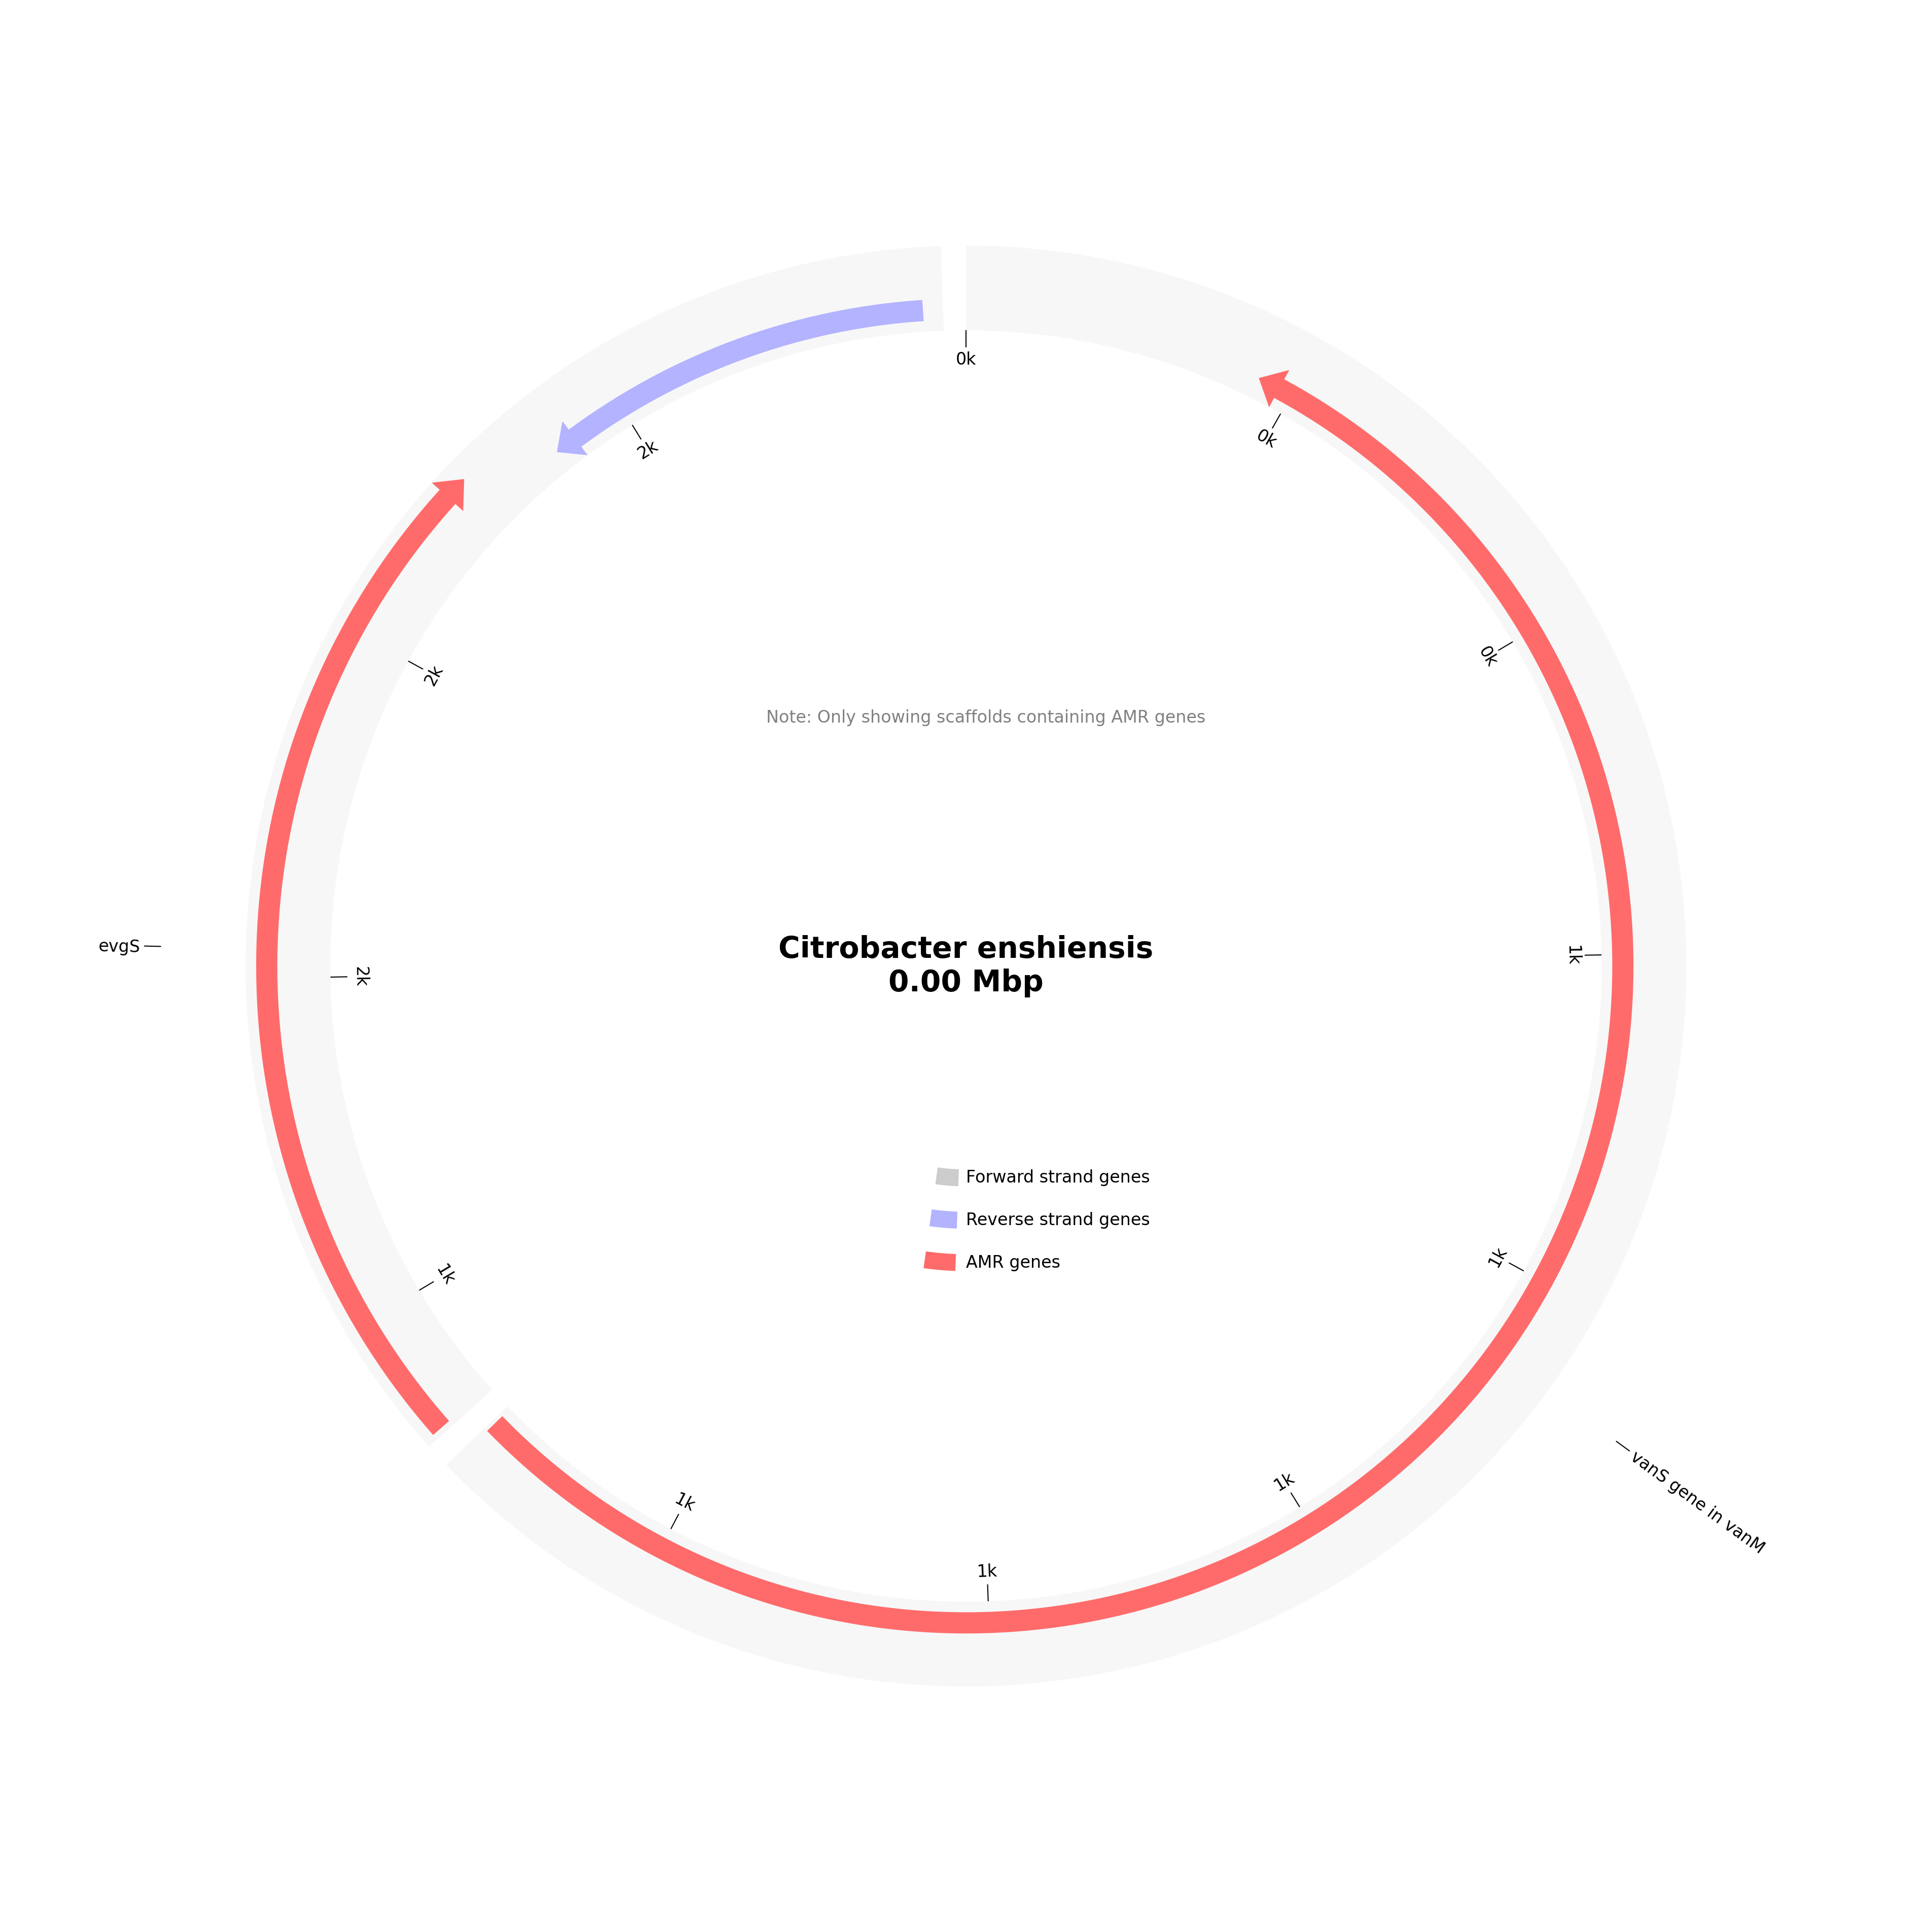 0k
0k
2k
0k
2k
Note: Only showing scaffolds containing AMR genes
evgS
Citrobacter enshiensis
0.00 Mbp
1k
2k
Forward strand genes
Reverse strand genes
AMR genes
1k
1k
1k
1k
1k
vanS gene in vanM